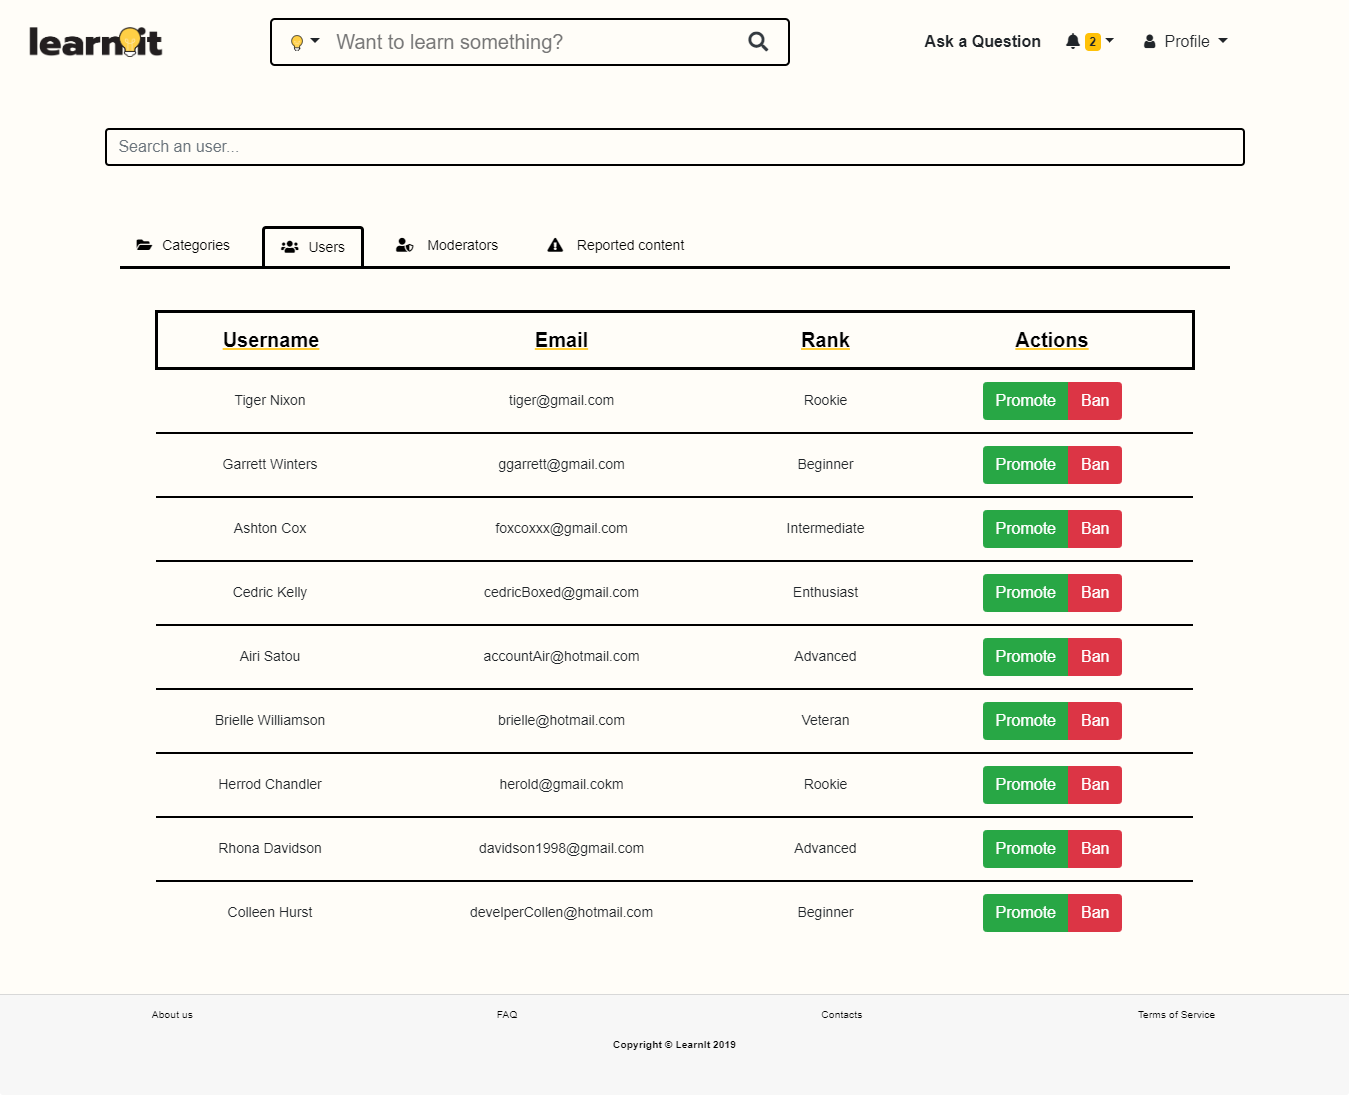 learnit
Want to learn something?
Ask a Question
2
Profile
Search an user...
Categories
Users
Moderators
Reported content
Username Email Rank Actions
Tiger Nixon tiger@gmail.com Rookie Promote Ban
Garrett Winters ggarrett@gmail.com Beginner Promote Ban
Ashton Cox foxcoxxx@gmail.com Intermediate Promote Ban
Cedric Kelly cedricBoxed@gmail.com Enthusiast Promote Ban
Airi Satou accountAir@hotmail.com Advanced Promote Ban
Brielle Williamson brielle@hotmail.com Veteran Promote Ban
Herrod Chandler herold@gmail.cokm Rookie Promote Ban
Rhona Davidson davidson1998@gmail.com Advanced Promote Ban
Colleen Hurst develperCollen@hotmail.com Beginner Promote Ban
About us FAQ Contacts Terms of Service
Copyright © LearnIt 2019